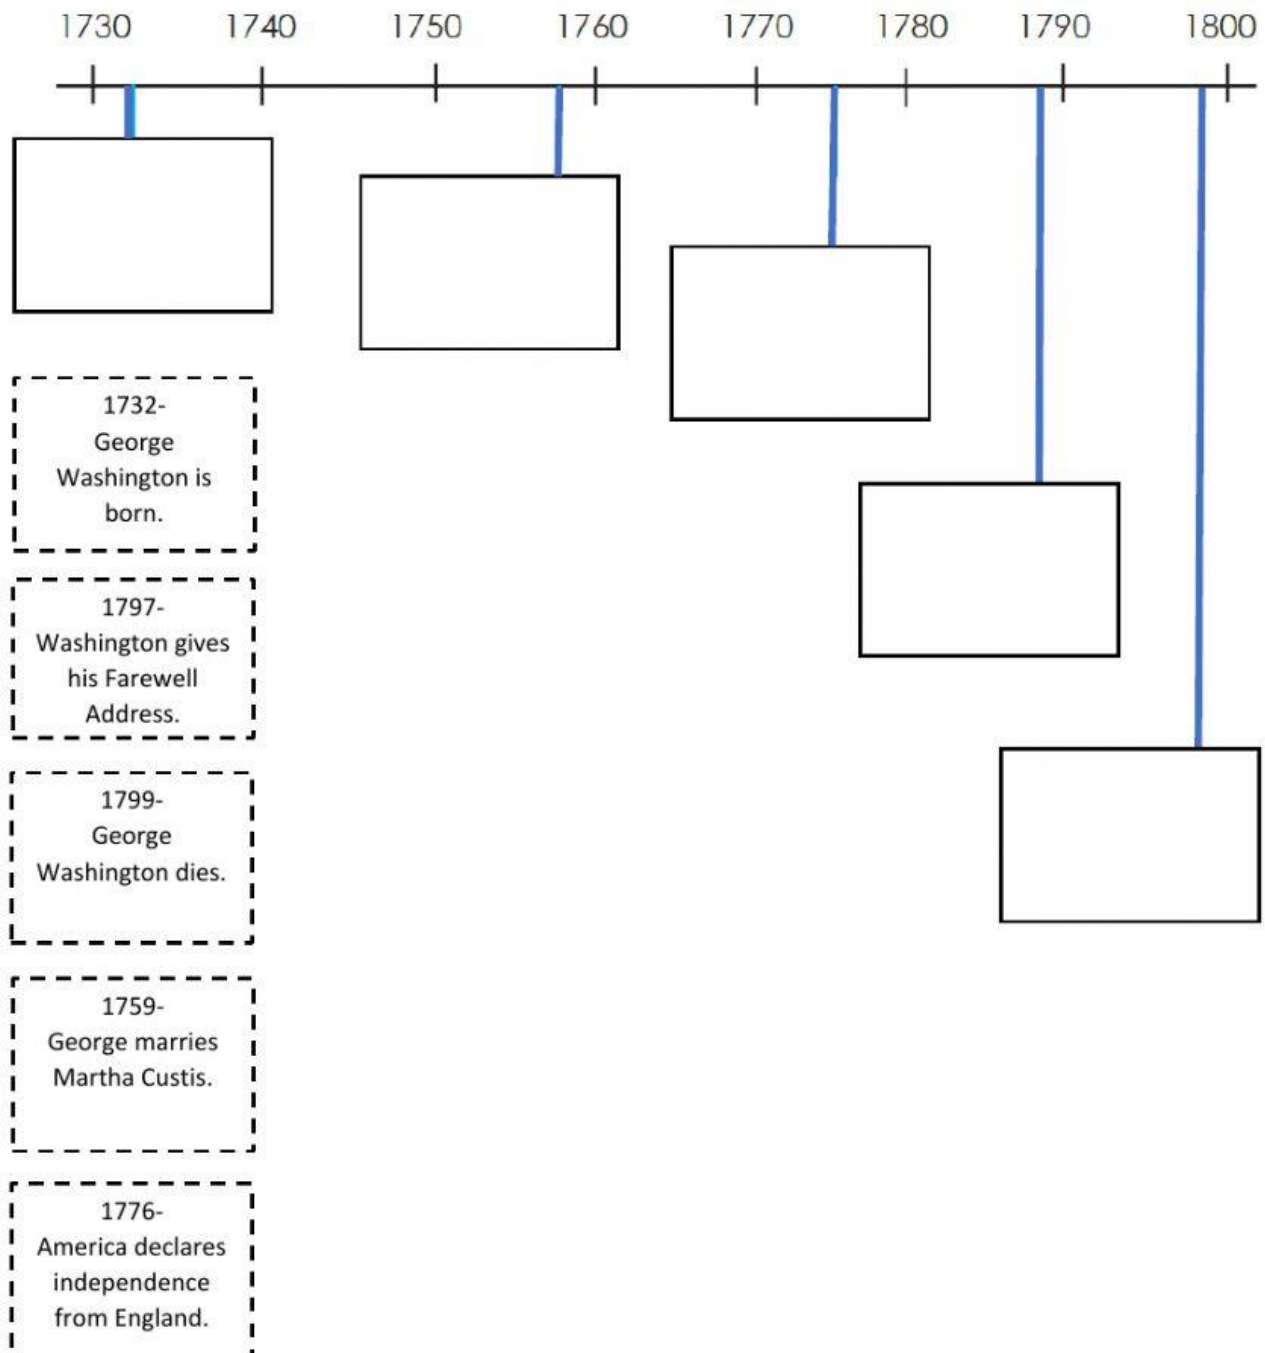 1730 1740 1750 1760 1770 1780 1790 1800
1732-
George
Washington is
born.
1797-
Washington gives
his Farewell
Address.
1799-
George
Washington dies.
1759-
George marries
Martha Custis.
1776-
America declares
independence
from England.